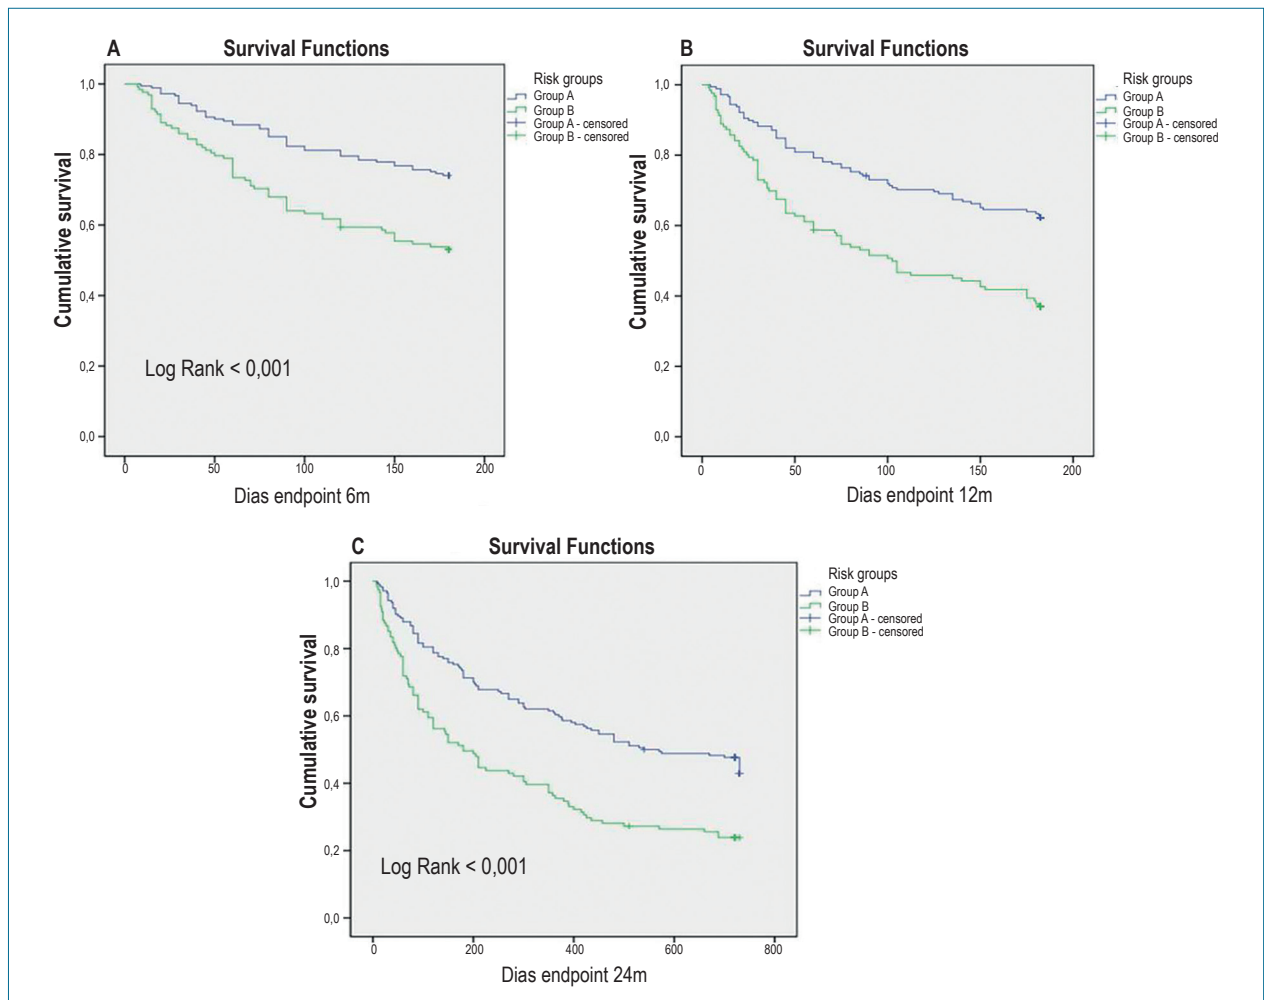 A
Survival Functions
Cumulative survival
1,0
0,8
0,6
0,4
0,2
0,0
0
50
100
150
200
Dias endpoint 6m
Log Rank < 0,001
Risk groups
Group A
Group B
Group A - censored
Group B - censored
B
Survival Functions
Cumulative survival
1,0
0,8
0,6
0,4
0,2
0,0
0
50
100
150
200
Dias endpoint 12m
Risk groups
Group A
Group B
Group A - censored
Group B - censored
C
Survival Functions
Cumulative survival
1,0
0,8
0,6
0,4
0,2
0,0
0
200
400
600
800
Dias endpoint 24m
Log Rank < 0,001
Risk groups
Group A
Group B
Group A - censored
Group B - censored